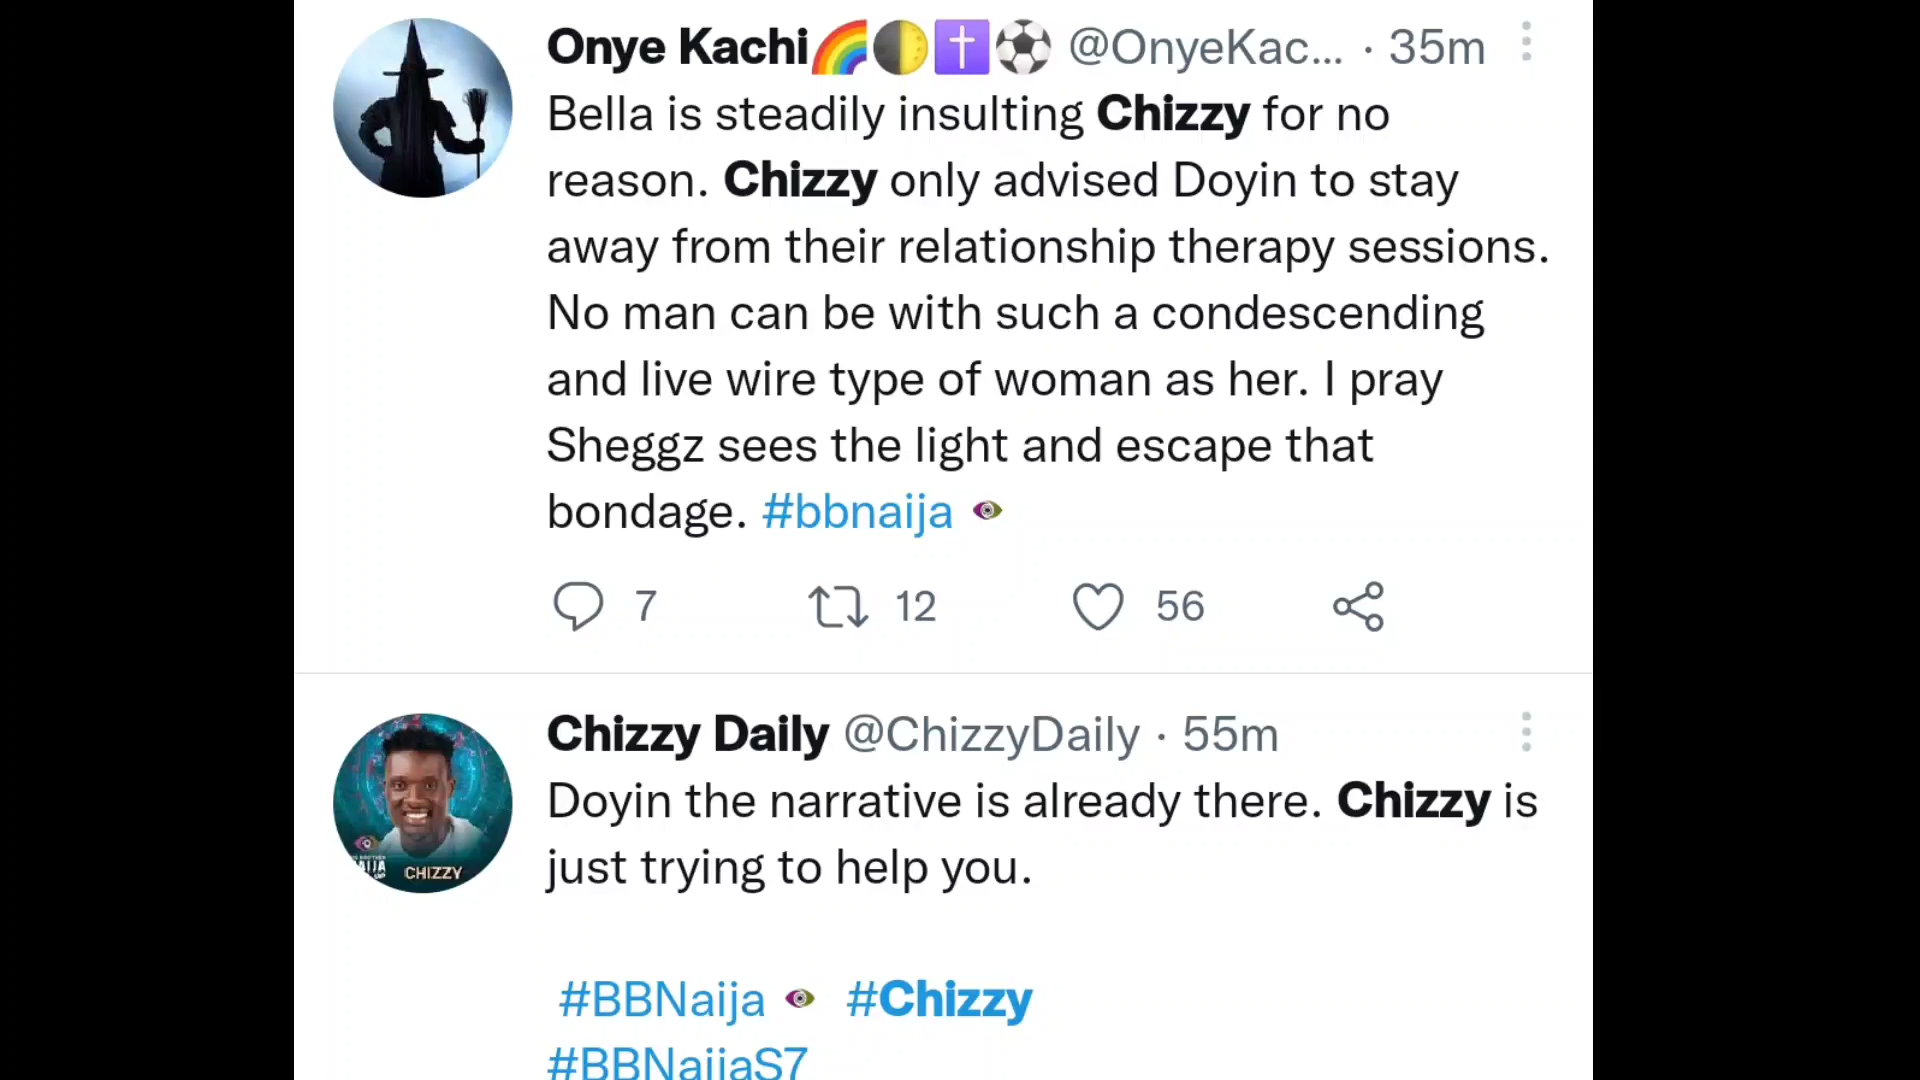 Onye Kachi @OnyeKac... · 35m
Bella is steadily insulting Chizzy for no
reason. Chizzy only advised Doyin to stay
away from their relationship therapy sessions.
No man can be with such a condescending
and live wire type of woman as her. I pray
Sheggz sees the light and escape that
bondage. #bbnaija
7 12 56
Chizzy Daily @ChizzyDaily · 55m
Doyin the narrative is already there. Chizzy is
just trying to help you.
CHIZZY
#BBNaija #Chizzy
#BBNaijaS7